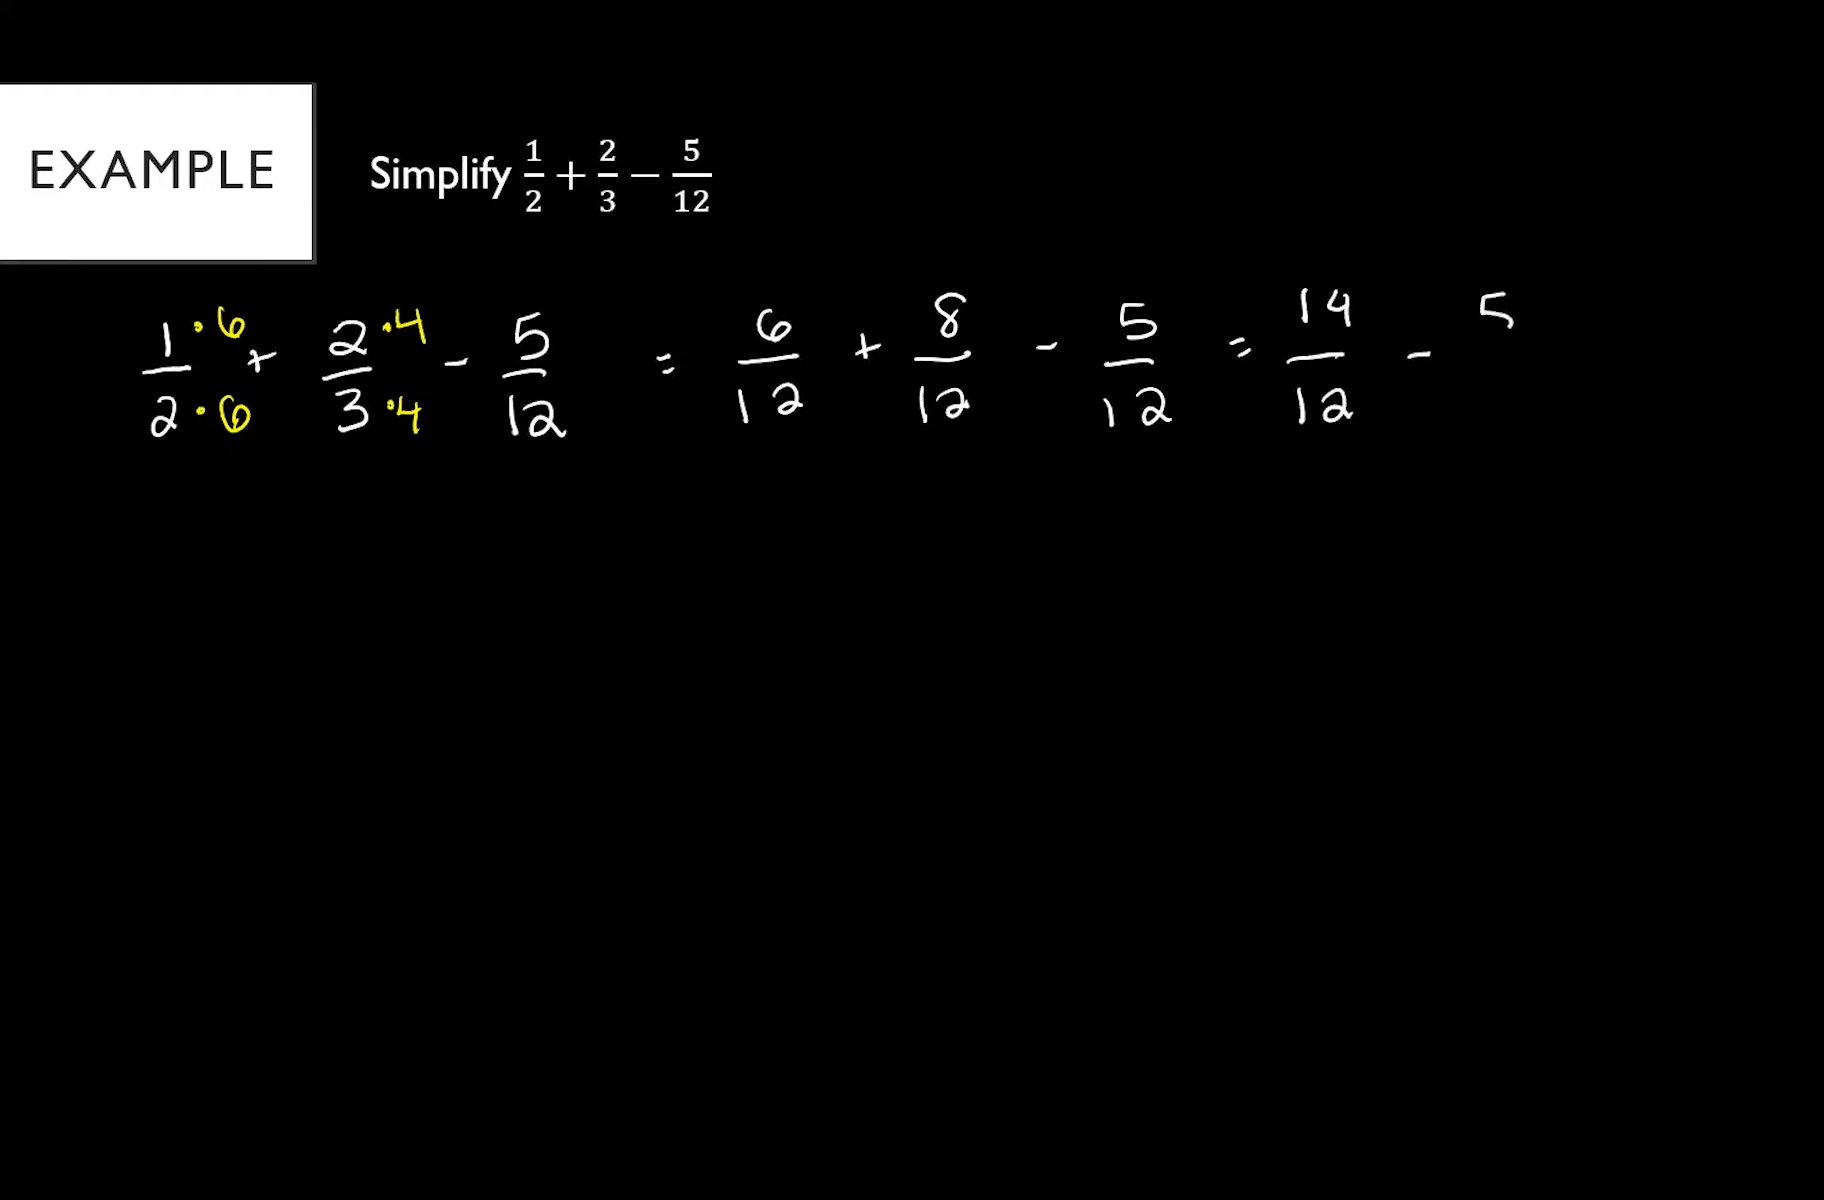 EXAMPLE
Simplify 1/2 + 2/3 − 5/12
1·6/2·6 + 2·4/3·4 - 5/12 = 6/12 + 8/12 - 5/12 = 14/12 - 5